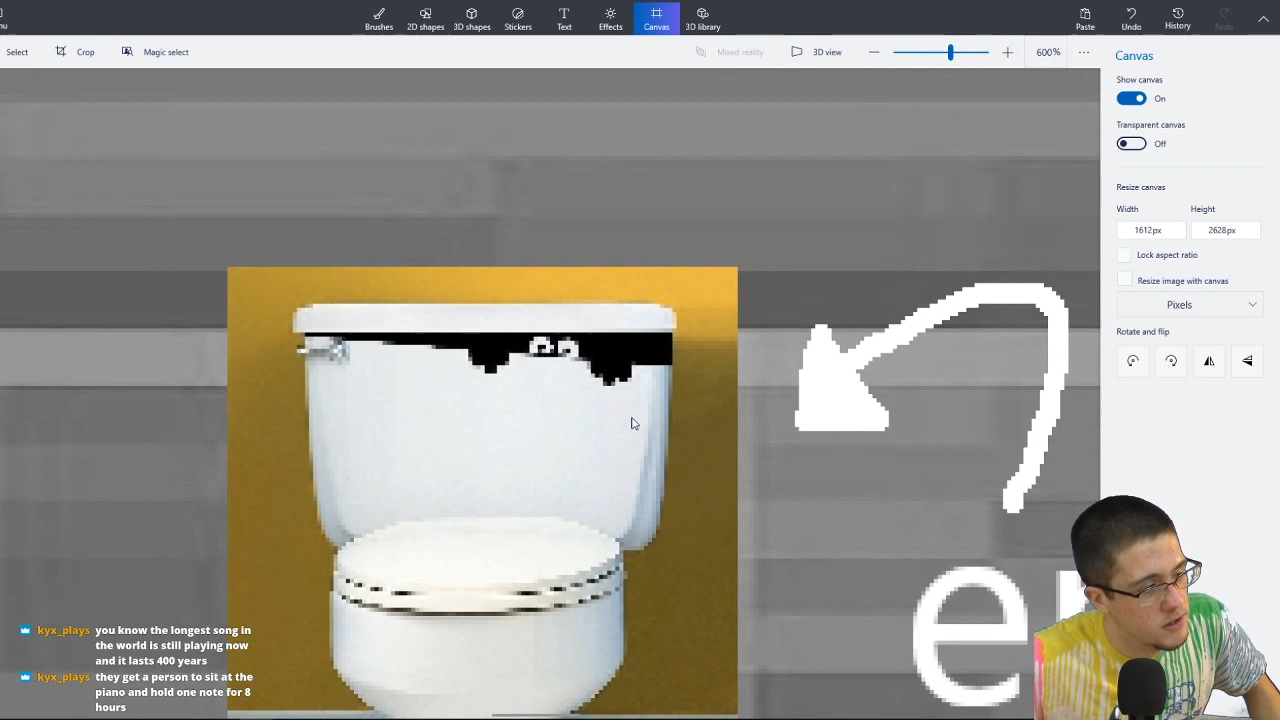 nu
Brushes 2D shapes 3D shapes Stickers Text Effects Canvas 3D library Paste Undo History Redo
Select Crop Magic select Mixed reality 3D view 600% Canvas
Show canvas
On
Transparent canvas
Off
Resize canvas
Width Height
1612px 2628px
Lock aspect ratio
Resize image with canvas
Pixels
Rotate and flip
e
kyx_plays you know the longest song in
the world is still playing now
and it lasts 400 years
kyx_plays they get a person to sit at the
piano and hold one note for 8
hours